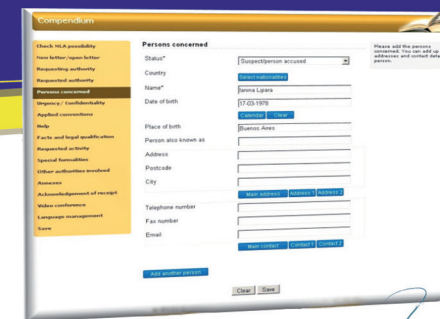 Compendium
Check MLA possibility
New letter/open letter
Requesting authority
Requested authority
Persons concerned
Urgency / Confidentiality
Applied conventions
Help
Facts and legal qualification
Requested activity
Special formalities
Other authorities involved
Annexes
Acknowledgement of receipt
Video conference
Language management
Save
Persons concerned
Status* Suspect/person accused
Country Select nationalities
Name* Ianina Lipara
Date of birth 17-03-1978
Calendar Clear
Place of birth Buenos Aires
Person also known as
Address
Postcode
City
Main address Address 1 Address 2
Telephone number
Fax number
Email
Main contact Contact 1 Contact 2
Add another person
Clear Save
Please add the persons
concerned. You can add up
addresses and contact deta
person.